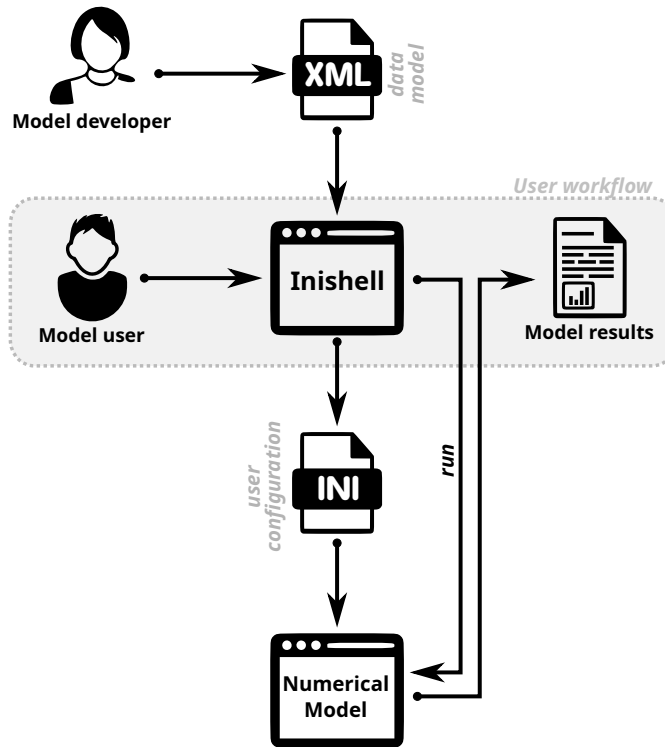 XML
data
model
Model developer
User workflow
Inishell
Model user
Model results
user
configuration
INI
run
Numerical
Model